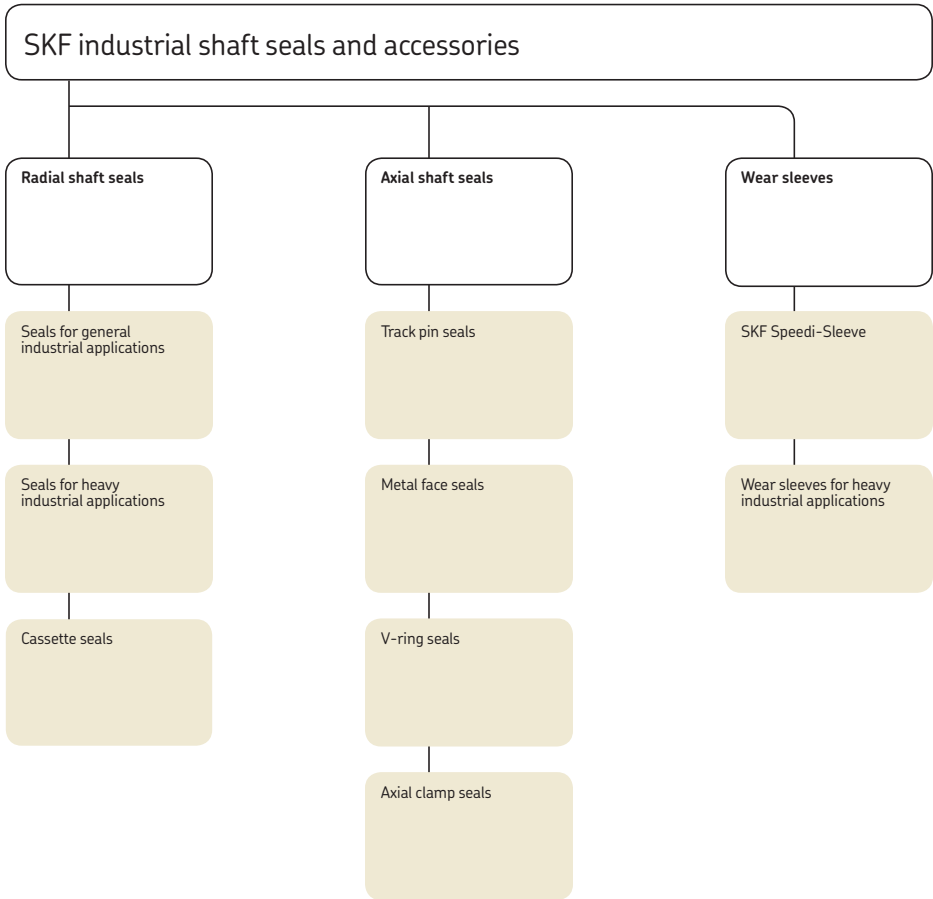 SKF industrial shaft seals and accessories
Radial shaft seals
Axial shaft seals
Wear sleeves
Seals for general
industrial applications
Track pin seals
SKF Speedi-Sleeve
Seals for heavy
industrial applications
Metal face seals
Wear sleeves for heavy
industrial applications
Cassette seals
V-ring seals
Axial clamp seals